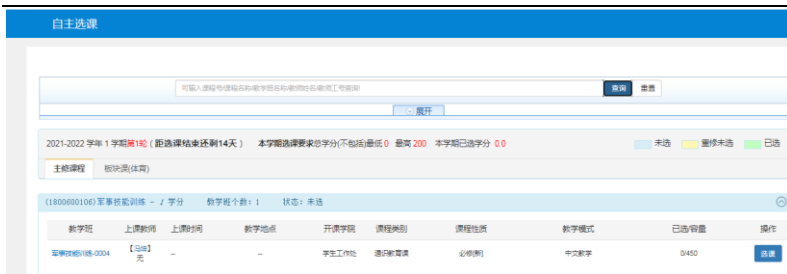 自主选课
可输入课程号/课程名称/教学班名称/教师姓名/教师工号查询!
查询 重置
展开
2021-2022 学年 1 学期第1轮 ( 距选课结束还剩14天 ) 本学期选课要求总学分(不包括)最低 0 最高 200 本学期已选学分 0.0
未选 重修未选 已选
主修课程 板块课(体育)
(1800600106)军事技能训练 - / 学分 教学班个数: 1 状态: 未选
教学班 上课教师 上课时间 教学地点 开课学院 课程类别 课程性质 教学模式 已选/容量 操作
军事技能训练-0004 无 -- -- 学生工作处 通识教育课 中文教学 0/450 选课